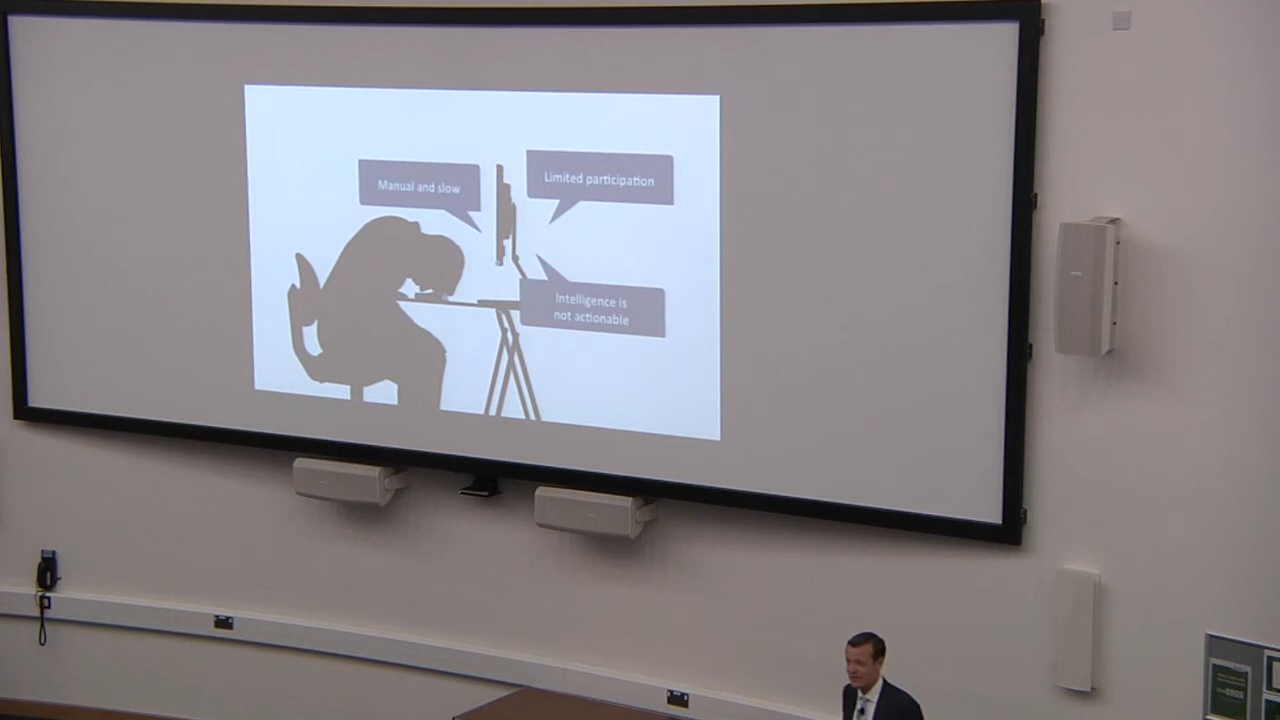 Manual and slow
Limited participation
Intelligence is
not actionable